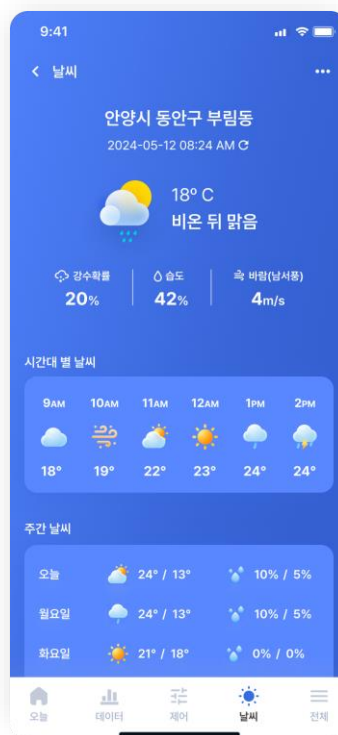 9:41
날씨
안양시 동안구 부림동
2024-05-12 08:24 AM
18° C
비온 뒤 맑음
강수확률 습도 바람(남서풍)
20% 42% 4m/s
시간대 별 날씨
9AM 10AM 11AM 12AM 1PM 2PM
18° 19° 22° 23° 24° 24°
주간 날씨
오늘 24° / 13° 10% / 5%
월요일 24° / 13° 10% / 5%
화요일 21° / 18° 0% / 0%
오늘 데이터 제어 날씨 전체